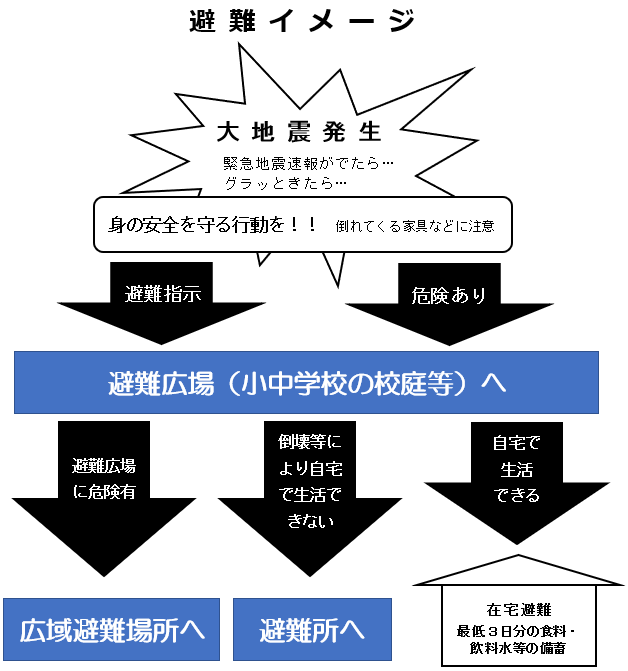 避難イメージ
大地震発生
緊急地震速報がでたら…
グラッときたら…
身の安全を守る行動を！！ 倒れてくる家具などに注意
避難指示
危険あり
避難広場（小中学校の校庭等）へ
避難広場
に危険有
倒壊等に
より自宅
で生活で
きない
自宅で
生活
できる
広域避難場所へ
避難所へ
在宅避難
最低３日分の食料・
飲料水等の備蓄